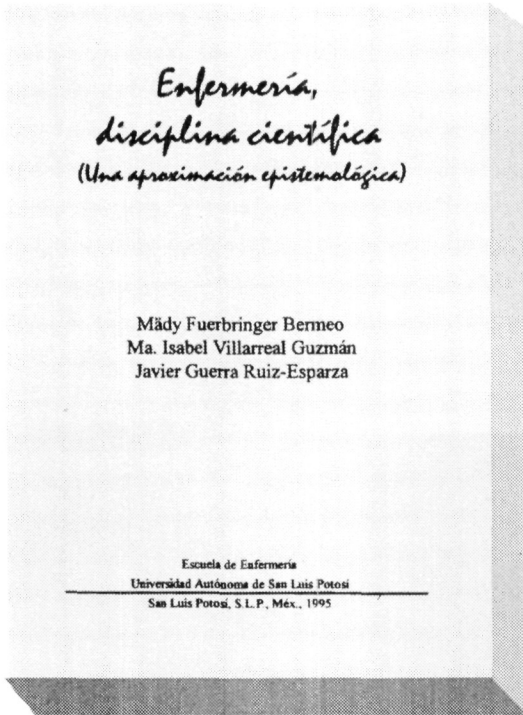 Enfermería,
disciplina científica
(Una aproximación epistemológica)
Mädy Fuerbringer Bermeo
Ma. Isabel Villarreal Guzmán
Javier Guerra Ruiz-Esparza
Escuela de Enfermería
Universidad Autónoma de San Luis Potosí
San Luis Potosí, S.L.P., Méx., 1995